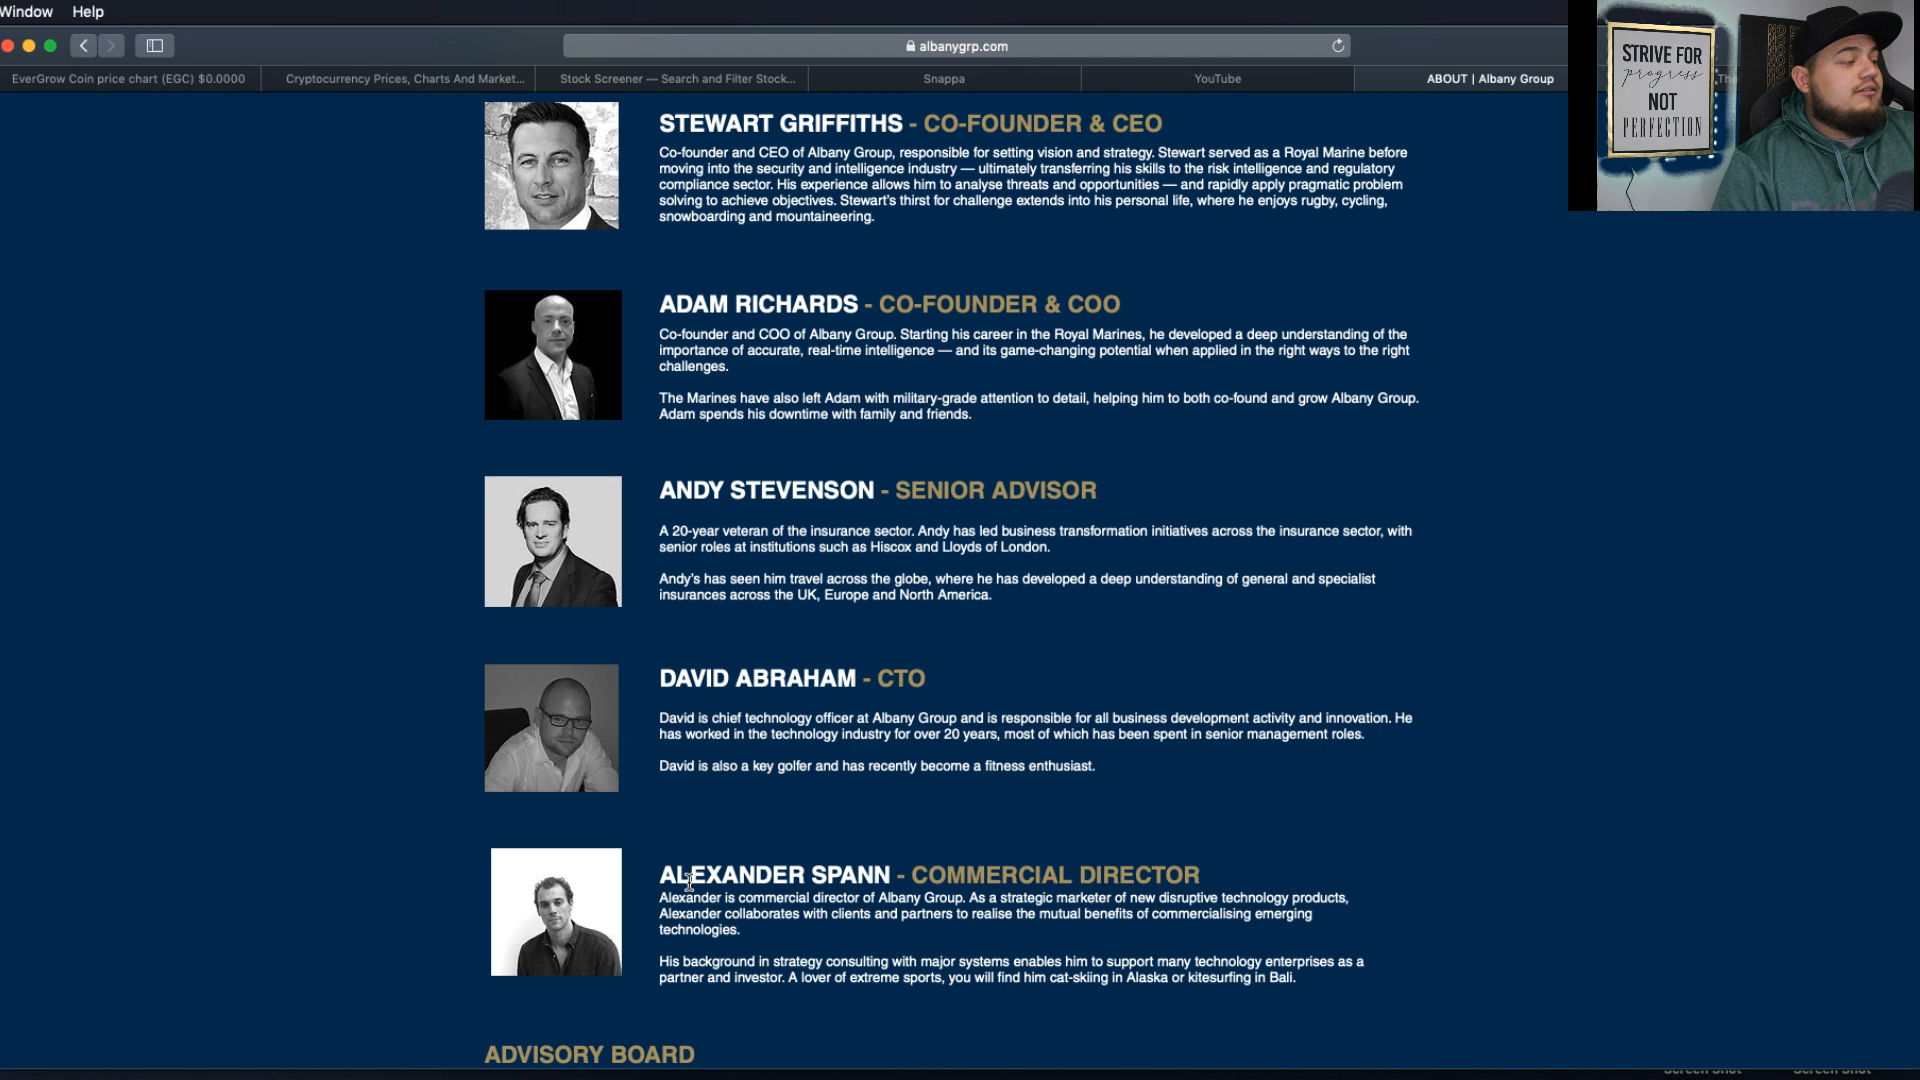 Window Help
albanygrp.com
EverGrow Coin price chart (EGC) $0.0000
Cryptocurrency Prices, Charts And Market...
Stock Screener — Search and Filter Stock...
Snappa
YouTube
ABOUT | Albany Group
STRIVE FOR
progress
NOT
PERFECTION
STEWART GRIFFITHS - CO-FOUNDER & CEO
Co-founder and CEO of Albany Group, responsible for setting vision and strategy. Stewart served as a Royal Marine before
moving into the security and intelligence industry — ultimately transferring his skills to the risk intelligence and regulatory
compliance sector. His experience allows him to analyse threats and opportunities — and rapidly apply pragmatic problem
solving to achieve objectives. Stewart's thirst for challenge extends into his personal life, where he enjoys rugby, cycling,
snowboarding and mountaineering.
ADAM RICHARDS - CO-FOUNDER & COO
Co-founder and COO of Albany Group. Starting his career in the Royal Marines, he developed a deep understanding of the
importance of accurate, real-time intelligence — and its game-changing potential when applied in the right ways to the right
challenges.
The Marines have also left Adam with military-grade attention to detail, helping him to both co-found and grow Albany Group.
Adam spends his downtime with family and friends.
ANDY STEVENSON - SENIOR ADVISOR
A 20-year veteran of the insurance sector. Andy has led business transformation initiatives across the insurance sector, with
senior roles at institutions such as Hiscox and Lloyds of London.
Andy's has seen him travel across the globe, where he has developed a deep understanding of general and specialist
insurances across the UK, Europe and North America.
DAVID ABRAHAM - CTO
David is chief technology officer at Albany Group and is responsible for all business development activity and innovation. He
has worked in the technology industry for over 20 years, most of which has been spent in senior management roles.
David is also a key golfer and has recently become a fitness enthusiast.
ALEXANDER SPANN - COMMERCIAL DIRECTOR
Alexander is commercial director of Albany Group. As a strategic marketer of new disruptive technology products,
Alexander collaborates with clients and partners to realise the mutual benefits of commercialising emerging
technologies.
His background in strategy consulting with major systems enables him to support many technology enterprises as a
partner and investor. A lover of extreme sports, you will find him cat-skiing in Alaska or kitesurfing in Bali.
ADVISORY BOARD